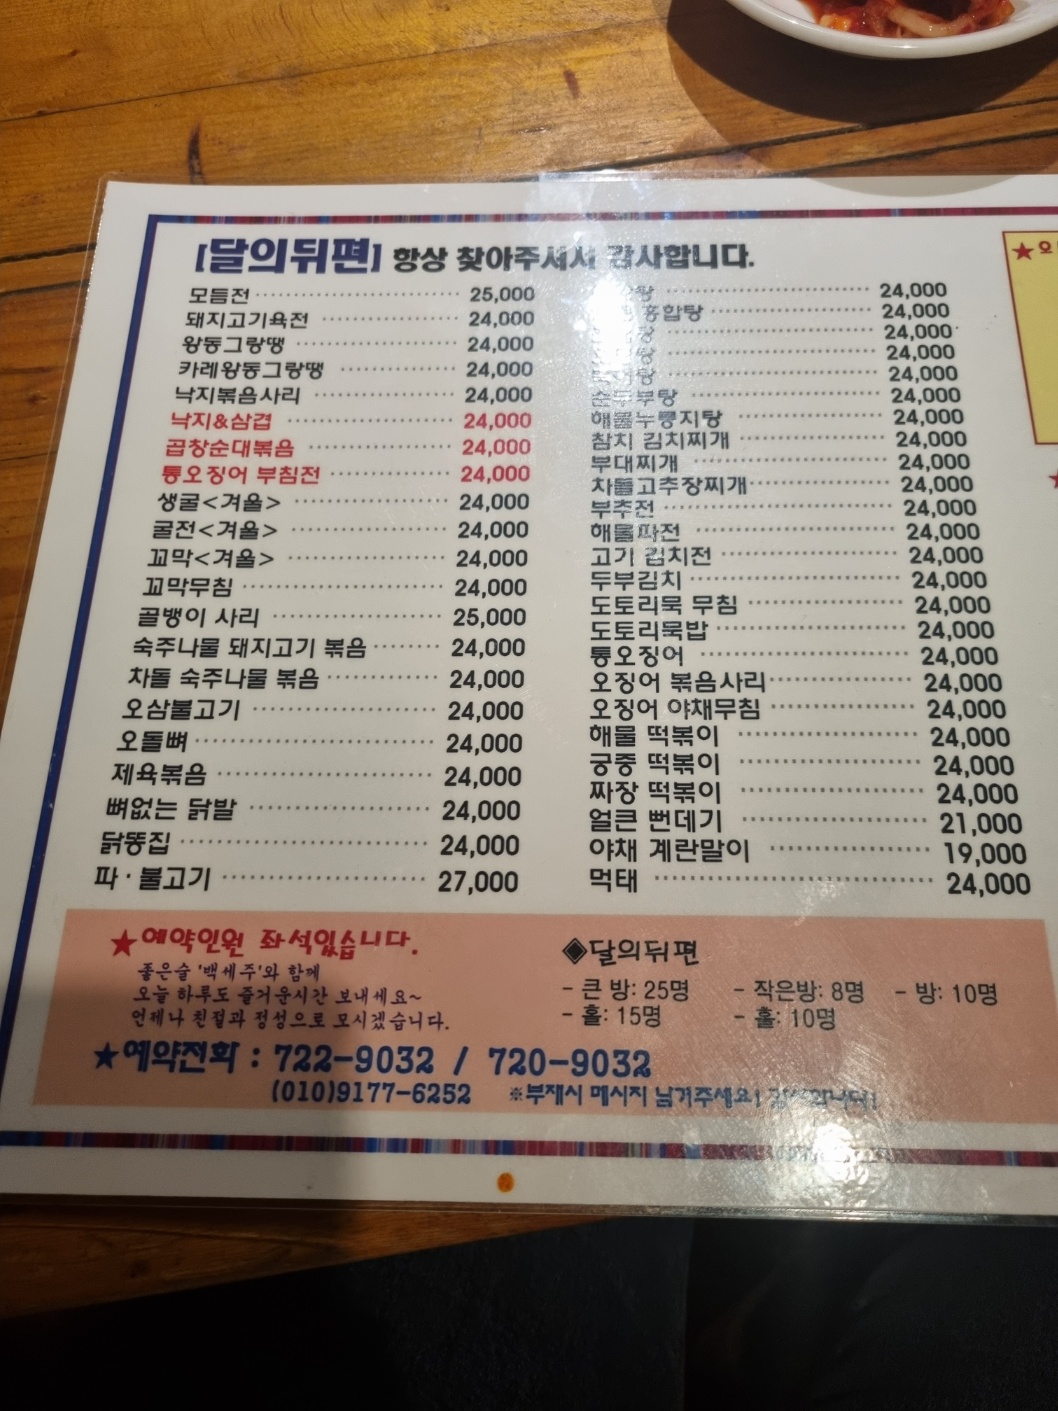 [달의뒤편] 항상 찾아주셔서 감사합니다.
모듬전 25,000
돼지고기육전 24,000
왕동그랑땡 24,000
카레왕동그랑땡 24,000
낙지볶음사리 24,000
낙지&삼겹 24,000
곱창순대볶음 24,000
통오징어 부침전 24,000
생굴<겨울> 24,000
굴전<겨울> 24,000
꼬막<겨울> 24,000
꼬막무침 24,000
골뱅이 사리 25,000
숙주나물 돼지고기 볶음 24,000
차돌 숙주나물 볶음 24,000
오삼불고기 24,000
오돌뼈 24,000
제육볶음 24,000
뼈없는 닭발 24,000
닭똥집 24,000
파·불고기 27,000
24,000
홍합탕 24,000
24,000
24,000
24,000
순두부탕 24,000
해물누룽지탕 24,000
참치 김치찌개 24,000
부대찌개 24,000
차돌고추장찌개 24,000
부추전 24,000
해물파전 24,000
고기 김치전 24,000
두부김치 24,000
도토리묵 무침 24,000
도토리묵밥 24,000
통오징어 24,000
오징어 볶음사리 24,000
오징어 야채무침 24,000
해물 떡볶이 24,000
궁중 떡볶이 24,000
짜장 떡볶이 24,000
얼큰 뻔데기 21,000
야채 계란말이 19,000
먹태 24,000
★예약인원 좌석있습니다.
좋은술 '백세주'와 함께
오늘 하루도 즐거운시간 보내세요~
언제나 친절과 정성으로 모시겠습니다.
◈달의뒤편
- 큰 방: 25명 - 작은방: 8명 - 방: 10명
- 홀: 15명 - 홀: 10명
★예약전화 : 722-9032 / 720-9032
(010)9177-6252 ※부재시 메시지 남겨주세요! 감사합니다!
★오
★